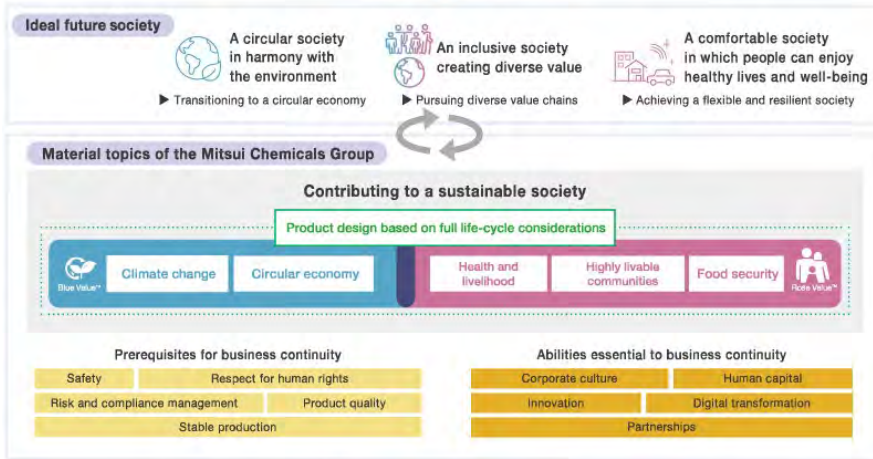 Ideal future society
A circular society
in harmony with
the environment
▶ Transitioning to a circular economy
An inclusive society
creating diverse value
▶ Pursuing diverse value chains
A comfortable society
in which people can enjoy
healthy lives and well-being
▶ Achieving a flexible and resilient society
Material topics of the Mitsui Chemicals Group
Contributing to a sustainable society
Product design based on full life-cycle considerations
Blue Value™
Climate change
Circular economy
Health and
livelihood
Highly livable
communities
Food security
Rose Value™
Prerequisites for business continuity
Safety
Respect for human rights
Risk and compliance management
Product quality
Stable production
Abilities essential to business continuity
Corporate culture
Human capital
Innovation
Digital transformation
Partnerships